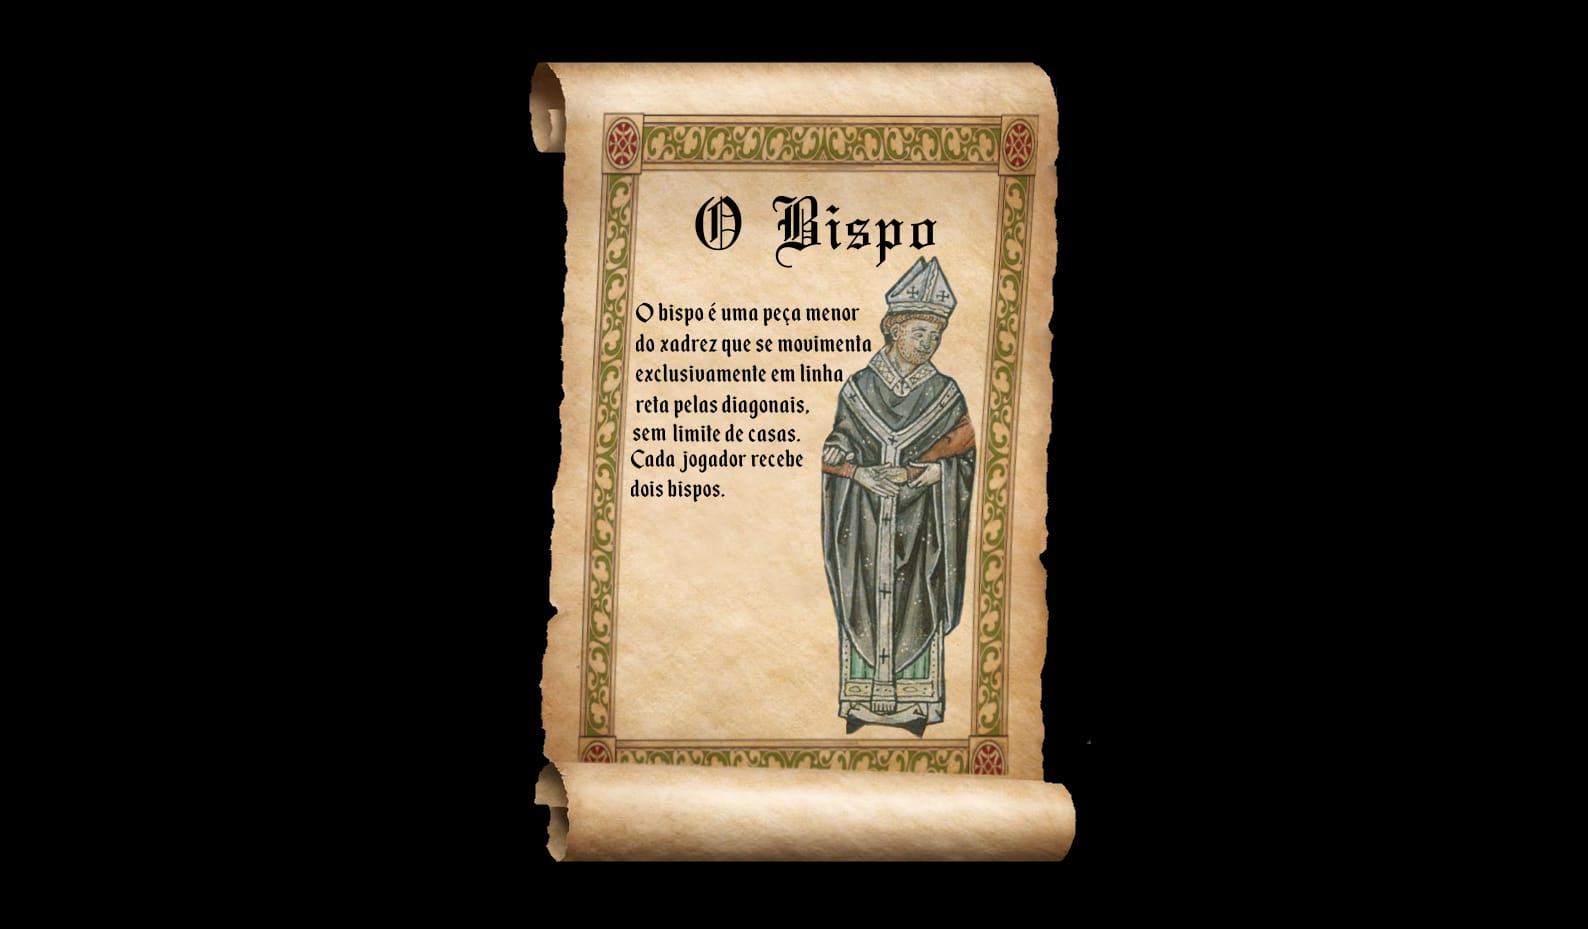 O Bispo
O bispo é uma peça menor
do xadrez que se movimenta
exclusivamente em linha
reta pelas diagonais,
sem limite de casas.
Cada jogador recebe
dois bispos.